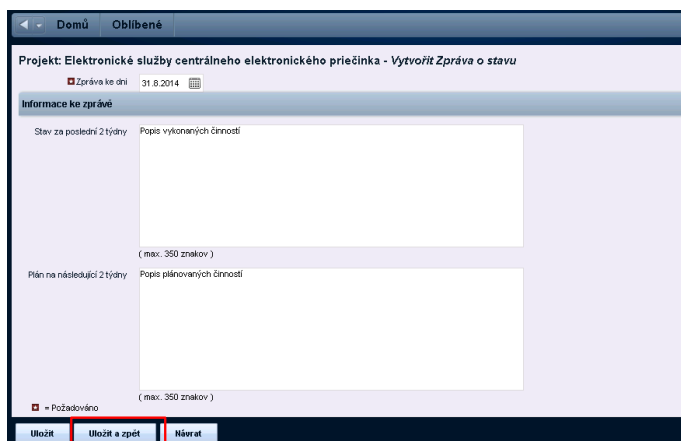 Domů Oblíbené
Projekt: Elektronické služby centrálneho elektronického priečinka - Vytvořit Zpráva o stavu
Zpráva ke dni 31.8.2014
Informace ke zprávě
Stav za poslední 2 týdny Popis vykonaných činností
( max. 350 znakov )
Plán na následující 2 týdny Popis plánovaných činností
( max. 350 znakov )
= Požadováno
Uložit Uložit a zpět Návrat